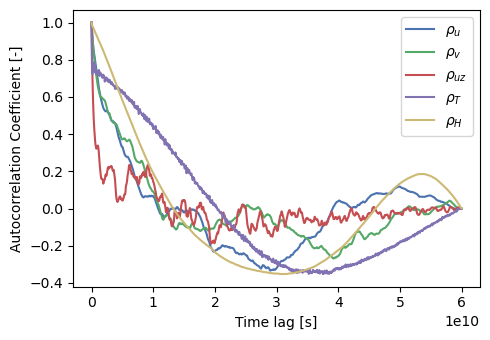 Autocorrelation Coefficient [-]
1.0
0.8
0.6
0.4
0.2
0.0
−0.2
−0.4
ρu
ρv
ρuz
ρT
ρH
0 1 2 3 4 5 6
1e10
Time lag [s]